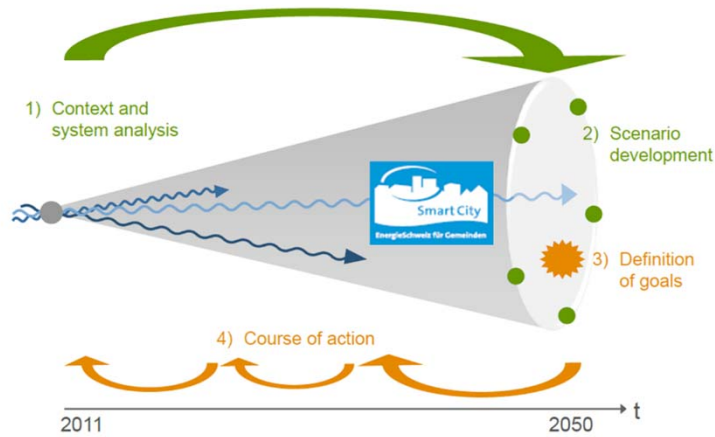 1) Context and
system analysis
2) Scenario
development
Smart City
EnergieSchweiz für Gemeinden
3) Definition
of goals
4) Course of action
t
2011
2050